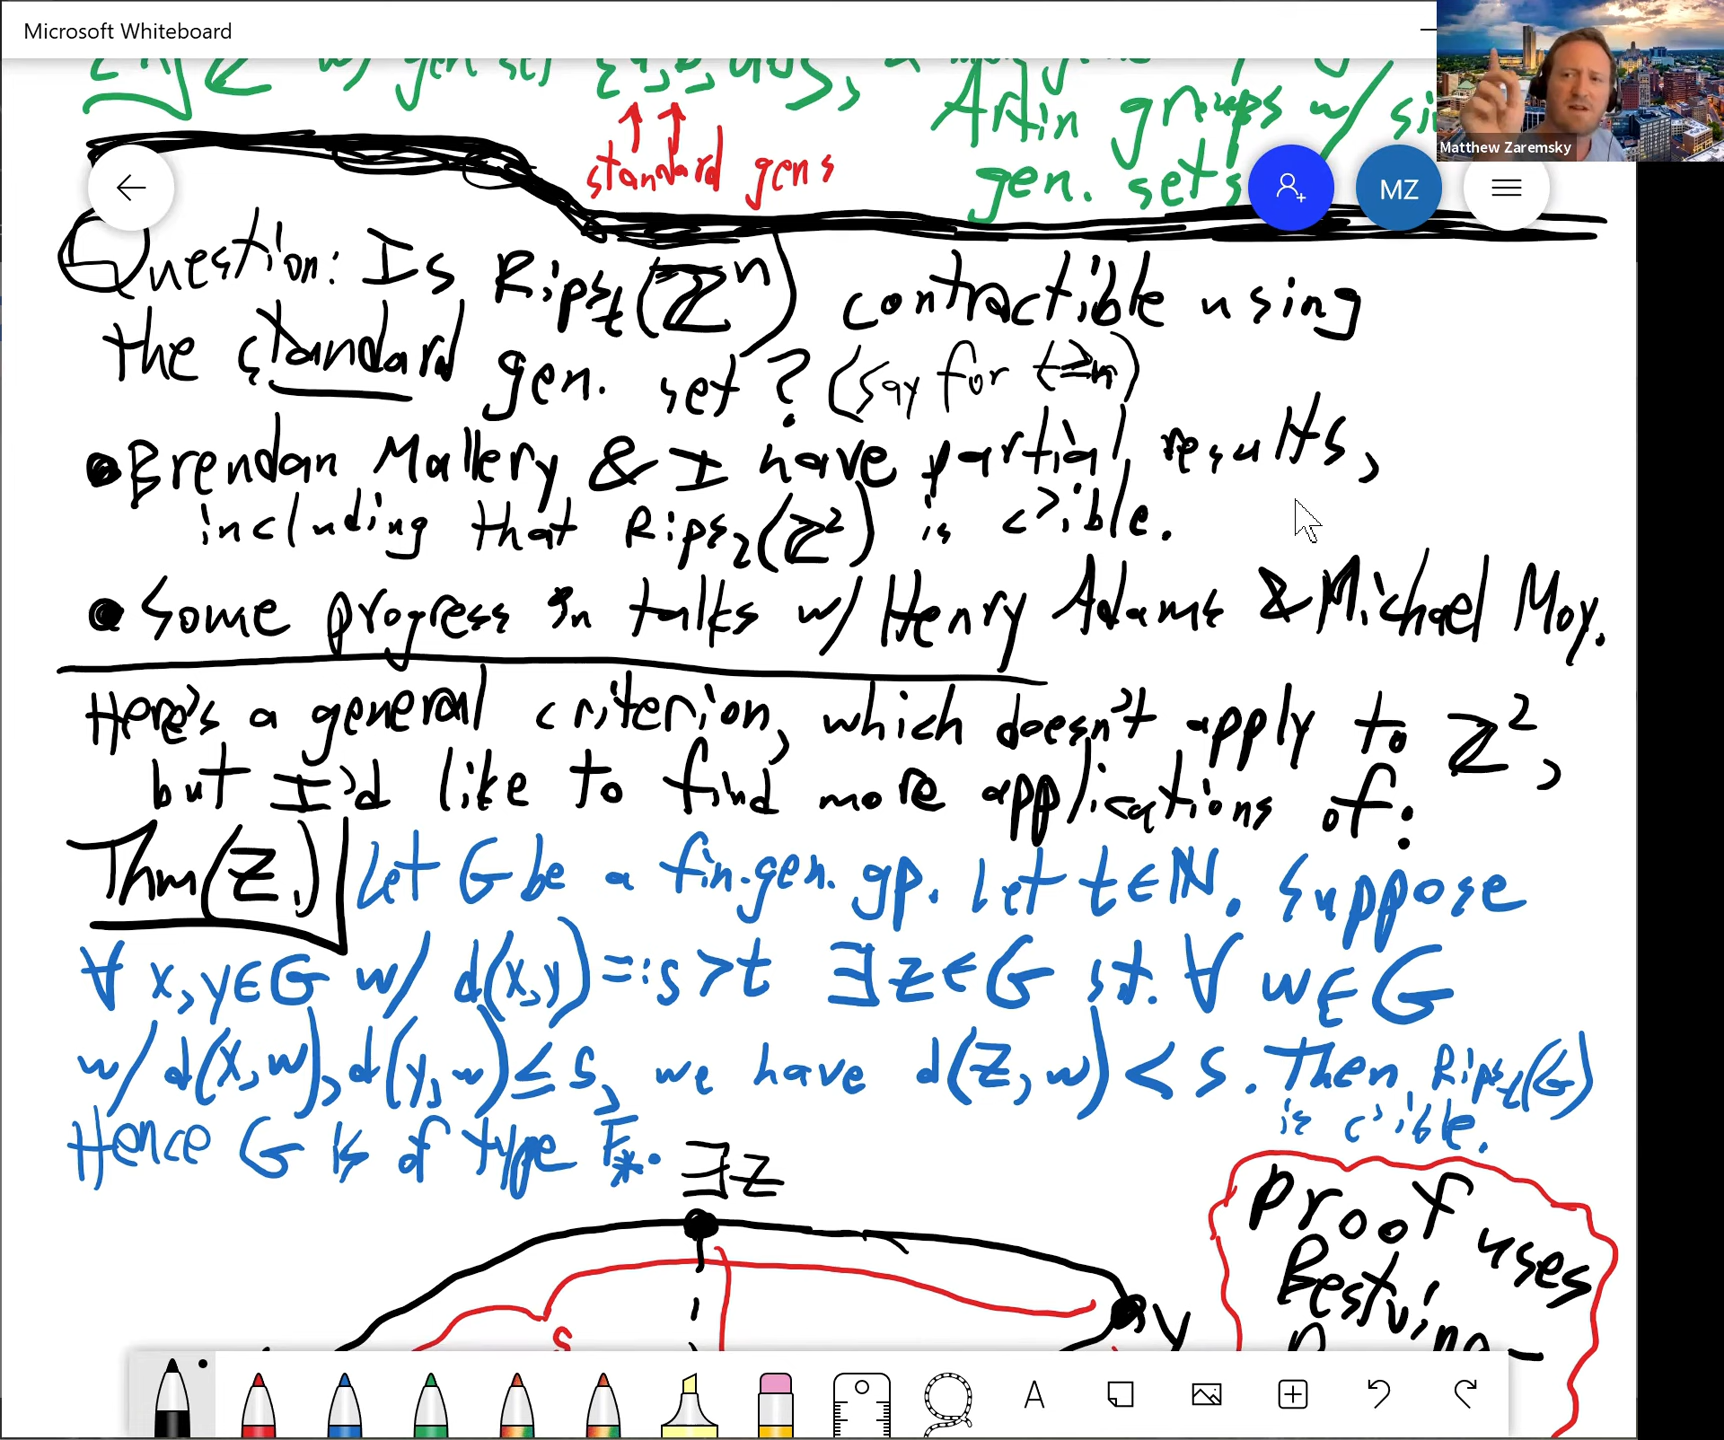 Microsoft Whiteboard
w/ gen set
Artin groups w/
standard gens
gen. sets
Matthew Zaremsky
MZ
Question: Is Rips_t(ℤ^n) contractible using
the standard gen. set? (say for t≥n)
• Brendan Mallery & I have partial results,
including that Rips_2(ℤ^2) is c'ible.
• Some progress in talks w/ Henry Adams & Michael Moy.
Here's a general criterion, which doesn't apply to ℤ^2,
but I'd like to find more applications of:
Thm (Z.) Let G be a fin. gen. gp. Let t∈ℕ. Suppose
∀ x,y∈G w/ d(x,y)=:s>t ∃z∈G st. ∀ w∈G
w/ d(x,w), d(y,w)≤s, we have d(z,w)<s. Then Rips_t(G)
is c'ible.
Hence G is of type F_*.
∃z
Proof uses
Bestvina-
y
s
A